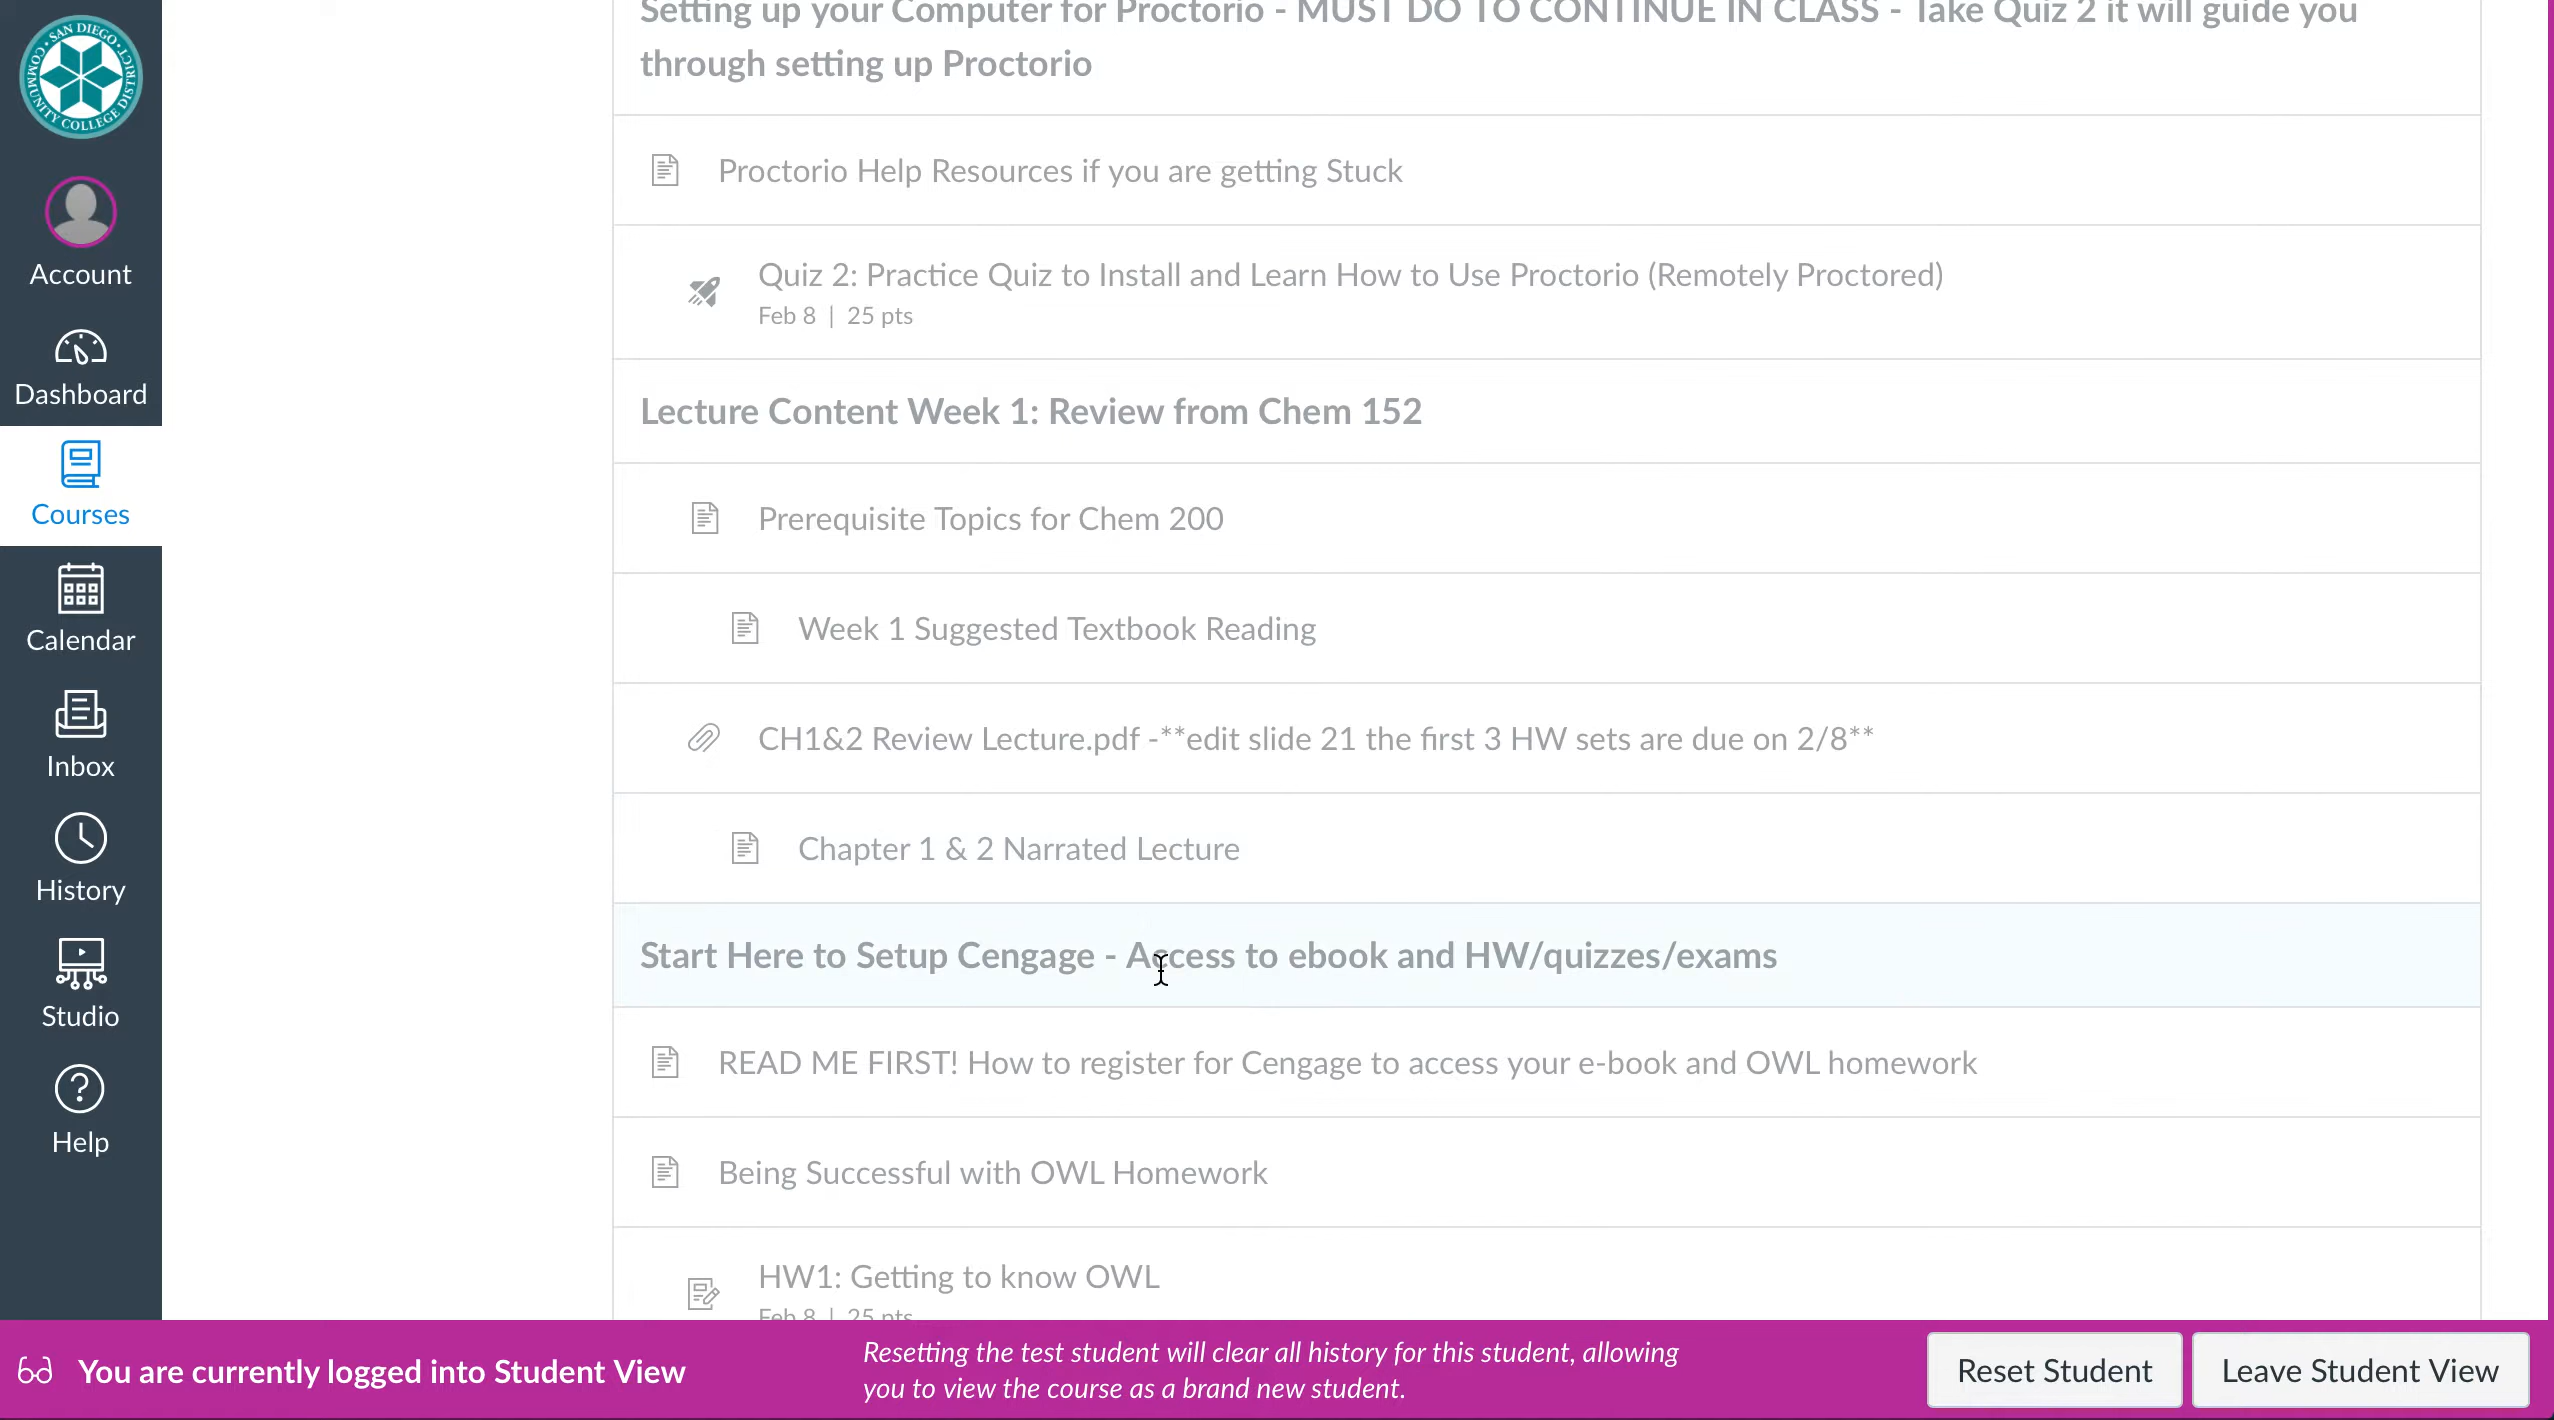 SAN DIEGO
COMMUNITY COLLEGE DISTRICT
Account
Dashboard
Courses
Calendar
Inbox
History
Studio
Help
Setting up your Computer for Proctorio - MUST DO TO CONTINUE IN CLASS - Take Quiz 2 it will guide you
through setting up Proctorio
Proctorio Help Resources if you are getting Stuck
Quiz 2: Practice Quiz to Install and Learn How to Use Proctorio (Remotely Proctored)
Feb 8 | 25 pts
Lecture Content Week 1: Review from Chem 152
Prerequisite Topics for Chem 200
Week 1 Suggested Textbook Reading
CH1&2 Review Lecture.pdf -**edit slide 21 the first 3 HW sets are due on 2/8**
Chapter 1 & 2 Narrated Lecture
Start Here to Setup Cengage - Access to ebook and HW/quizzes/exams
READ ME FIRST! How to register for Cengage to access your e-book and OWL homework
Being Successful with OWL Homework
HW1: Getting to know OWL
Feb 8 | 25 pts
You are currently logged into Student View
Resetting the test student will clear all history for this student, allowing
you to view the course as a brand new student.
Reset Student
Leave Student View